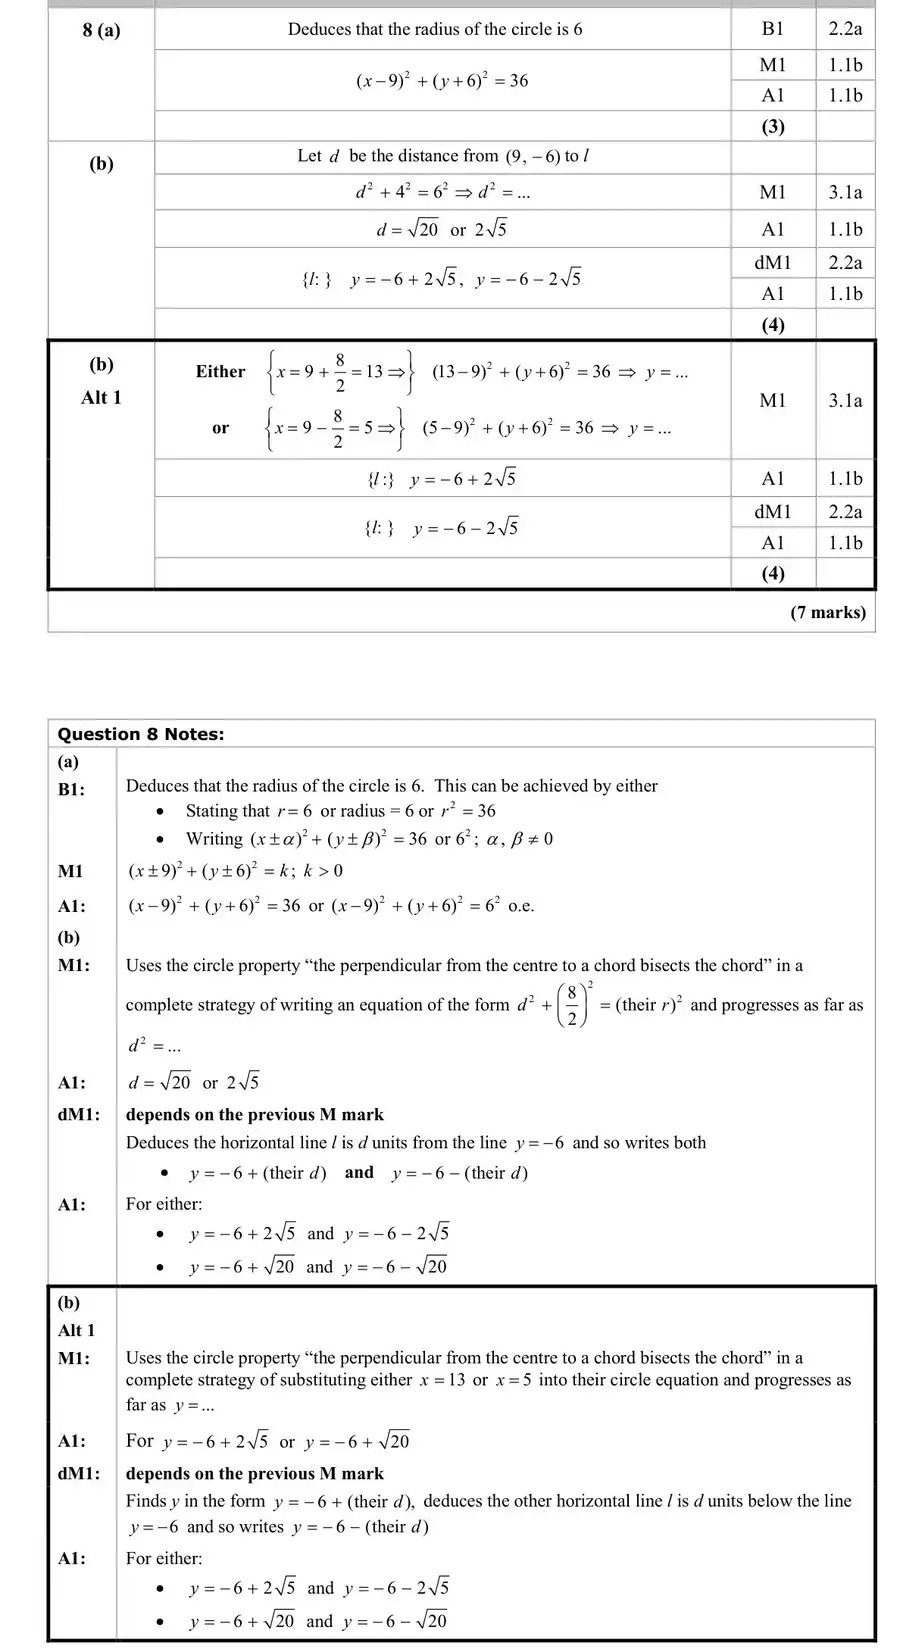 8 (a) Deduces that the radius of the circle is 6 B1 2.2a
(x – 9)² + (y + 6)² = 36 M1 1.1b
A1 1.1b
(3)
(b) Let d be the distance from (9, – 6) to l
d² + 4² = 6² ⇒ d² = ... M1 3.1a
d = √20 or 2√5 A1 1.1b
{l: } y = – 6 + 2√5, y = – 6 – 2√5 dM1 2.2a
A1 1.1b
(4)
(b) Alt 1 Either {x = 9 + 8/2 = 13 ⇒} (13 – 9)² + (y + 6)² = 36 ⇒ y = ...
or {x = 9 – 8/2 = 5 ⇒} (5 – 9)² + (y + 6)² = 36 ⇒ y = ... M1 3.1a
{l :} y = – 6 + 2√5 A1 1.1b
{l: } y = – 6 – 2√5 dM1 2.2a
A1 1.1b
(4)
(7 marks)
Question 8 Notes:
(a)
B1: Deduces that the radius of the circle is 6. This can be achieved by either
• Stating that r = 6 or radius = 6 or r² = 36
• Writing (x ± α)² + (y ± β)² = 36 or 6² ; α, β ≠ 0
M1 (x ± 9)² + (y ± 6)² = k ; k > 0
A1: (x – 9)² + (y + 6)² = 36 or (x – 9)² + (y + 6)² = 6² o.e.
(b)
M1: Uses the circle property “the perpendicular from the centre to a chord bisects the chord” in a
complete strategy of writing an equation of the form d² + (8/2)² = (their r)² and progresses as far as
d² = ...
A1: d = √20 or 2√5
dM1: depends on the previous M mark
Deduces the horizontal line l is d units from the line y = – 6 and so writes both
• y = – 6 + (their d) and y = – 6 – (their d)
A1: For either:
• y = – 6 + 2√5 and y = – 6 – 2√5
• y = – 6 + √20 and y = – 6 – √20
(b)
Alt 1
M1: Uses the circle property “the perpendicular from the centre to a chord bisects the chord” in a
complete strategy of substituting either x = 13 or x = 5 into their circle equation and progresses as
far as y = ...
A1: For y = – 6 + 2√5 or y = – 6 + √20
dM1: depends on the previous M mark
Finds y in the form y = – 6 + (their d), deduces the other horizontal line l is d units below the line
y = – 6 and so writes y = – 6 – (their d)
A1: For either:
• y = – 6 + 2√5 and y = – 6 – 2√5
• y = – 6 + √20 and y = – 6 – √20